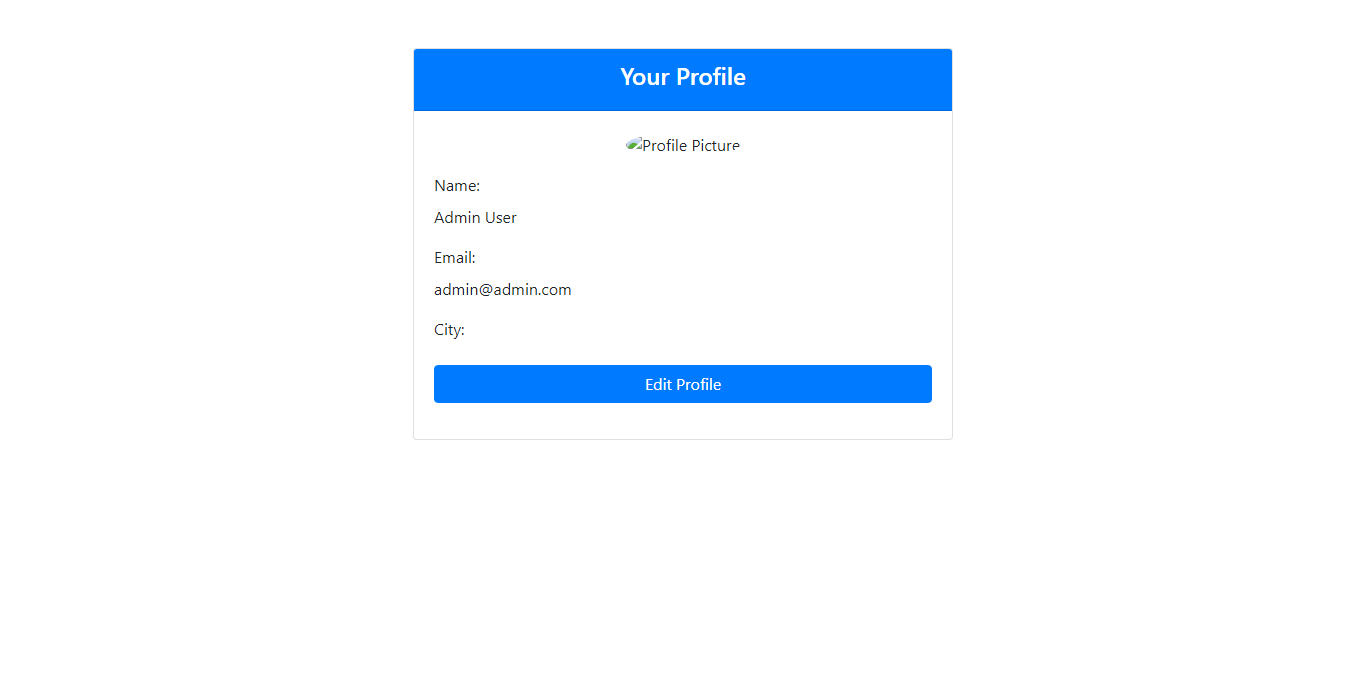 Your Profile
Profile Picture
Name:
Admin User
Email:
admin@admin.com
City:
Edit Profile